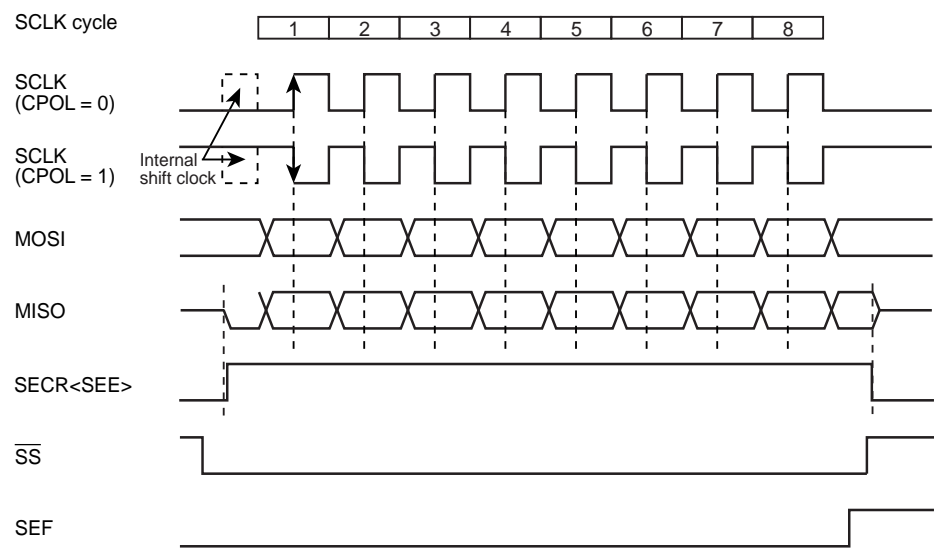 SCLK cycle
1 2 3 4 5 6 7 8
SCLK
(CPOL = 0)
SCLK
(CPOL = 1)
Internal
shift clock
MOSI
MISO
SECR<SEE>
SS
SEF